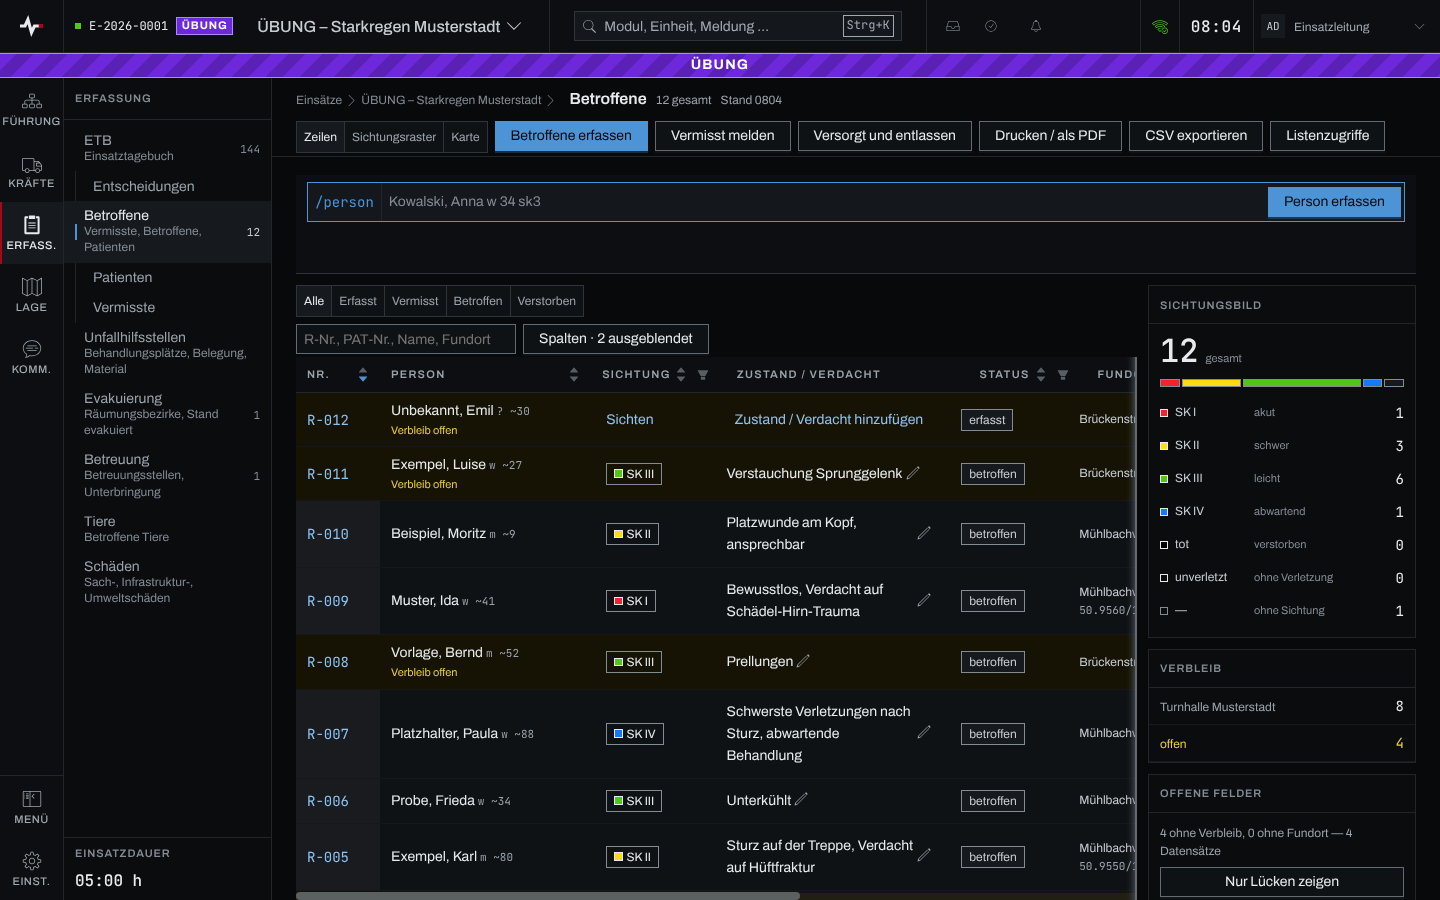 E-2026-0001 ÜBUNG ÜBUNG – Starkregen Musterstadt
Modul, Einheit, Meldung ... Strg+K
08:04 AD Einsatzleitung
ÜBUNG
FÜHRUNG
KRÄFTE
ERFASS.
LAGE
KOMM.
MENÜ
EINST.
ERFASSUNG
ETB
Einsatztagebuch 144
Entscheidungen
Betroffene
Vermisste, Betroffene, 12
Patienten
Patienten
Vermisste
Unfallhilfsstellen
Behandlungsplätze, Belegung,
Material
Evakuierung
Räumungsbezirke, Stand 1
evakuiert
Betreuung
Betreuungsstellen, 1
Unterbringung
Tiere
Betroffene Tiere
Schäden
Sach-, Infrastruktur-,
Umweltschäden
EINSATZDAUER
05:00 h
Einsätze ÜBUNG – Starkregen Musterstadt Betroffene 12 gesamt Stand 0804
Zeilen Sichtungsraster Karte Betroffene erfassen Vermisst melden Versorgt und entlassen Drucken / als PDF CSV exportieren Listenzugriffe
/person Kowalski, Anna w 34 sk3 Person erfassen
Alle Erfasst Vermisst Betroffen Verstorben
R-Nr., PAT-Nr., Name, Fundort Spalten · 2 ausgeblendet
NR. PERSON SICHTUNG ZUSTAND / VERDACHT STATUS
R-012 Unbekannt, Emil ? ~30 Sichten Zustand / Verdacht hinzufügen erfasst
Verbleib offen
R-011 Exempel, Luise w ~27 SK III Verstauchung Sprunggelenk betroffen
Verbleib offen
R-010 Beispiel, Moritz m ~9 SK II Platzwunde am Kopf, betroffen
ansprechbar
R-009 Muster, Ida w ~41 SK I Bewusstlos, Verdacht auf betroffen
Schädel-Hirn-Trauma
R-008 Vorlage, Bernd m ~52 SK III Prellungen betroffen
Verbleib offen
R-007 Platzhalter, Paula w ~88 SK IV Schwerste Verletzungen nach betroffen
Sturz, abwartende
Behandlung
R-006 Probe, Frieda w ~34 SK III Unterkühlt betroffen
R-005 Exempel, Karl m ~80 SK II Sturz auf der Treppe, Verdacht betroffen
auf Hüftfraktur
SICHTUNGSBILD
12 gesamt
SK I akut 1
SK II schwer 3
SK III leicht 6
SK IV abwartend 1
tot verstorben 0
unverletzt ohne Verletzung 0
— ohne Sichtung 1
VERBLEIB
Turnhalle Musterstadt 8
offen 4
OFFENE FELDER
4 ohne Verbleib, 0 ohne Fundort — 4
Datensätze
Nur Lücken zeigen